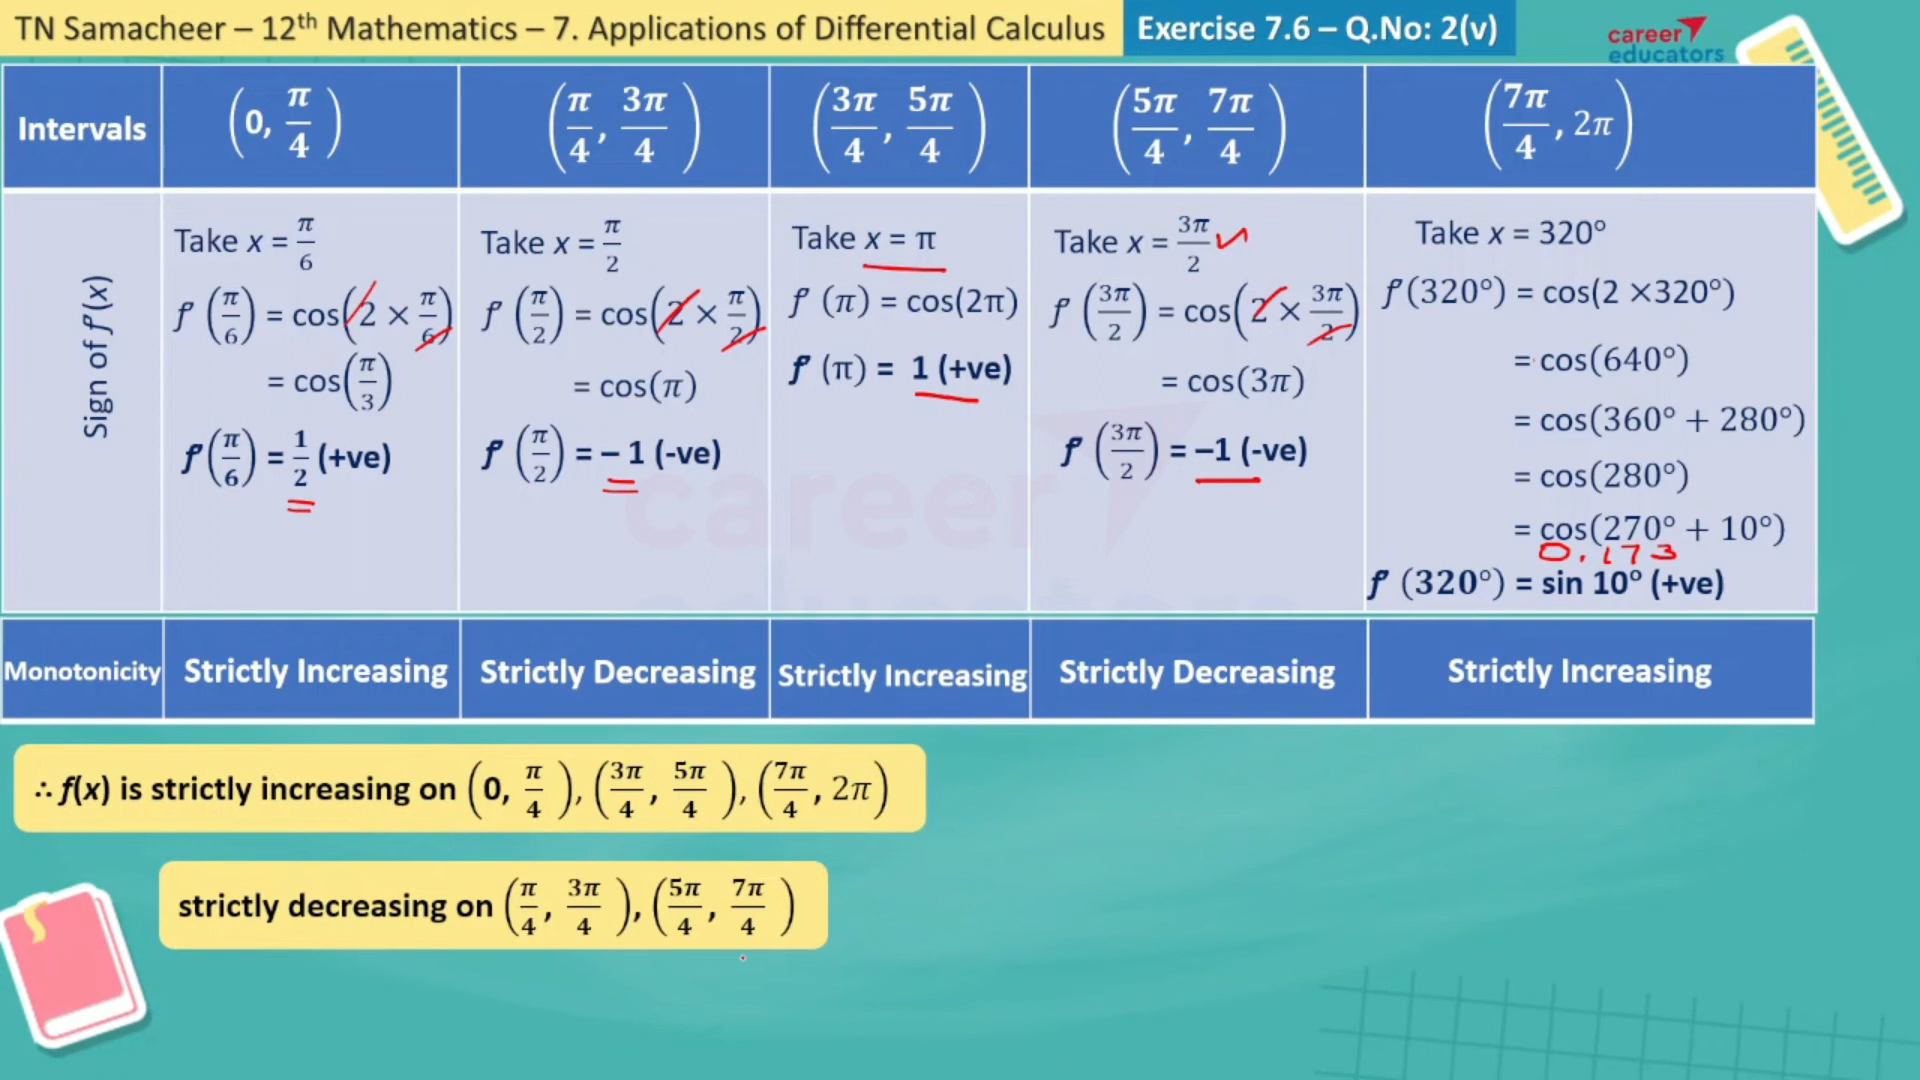 TN Samacheer – 12th Mathematics – 7. Applications of Differential Calculus
Exercise 7.6 – Q.No: 2(v)
career
educators
Intervals
(0, π/4)
(π/4, 3π/4)
(3π/4, 5π/4)
(5π/4, 7π/4)
(7π/4, 2π)
Sign of f'(x)
Take x = π/6
f'(π/6) = cos(2 × π/6)
= cos(π/3)
f'(π/6) = 1/2 (+ve)
Take x = π/2
f'(π/2) = cos(2 × π/2)
= cos(π)
f'(π/2) = – 1 (-ve)
Take x = π
f'(π) = cos(2π)
f'(π) = 1 (+ve)
Take x = 3π/2
f'(3π/2) = cos(2 × 3π/2)
= cos(3π)
f'(3π/2) = –1 (-ve)
Take x = 320°
f'(320°) = cos(2 ×320°)
= cos(640°)
= cos(360° + 280°)
= cos(280°)
= cos(270° + 10°)
0.173
f'(320°) = sin 10° (+ve)
career
Monotonicity
Strictly Increasing
Strictly Decreasing
Strictly Increasing
Strictly Decreasing
Strictly Increasing
∴ f(x) is strictly increasing on (0, π/4), (3π/4, 5π/4), (7π/4, 2π)
strictly decreasing on (π/4, 3π/4), (5π/4, 7π/4)